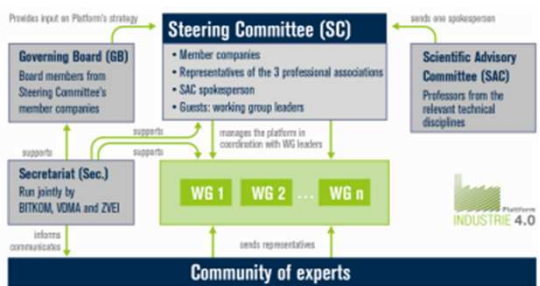 Provides input on Platform's strategy
Steering Committee (SC)
sends one spokesperson
• Member companies
• Representatives of the 3 professional associations
• SAC spokesperson
• Guests: working group leaders
Governing Board (GB)
Board members from
Steering Committee's
member companies
Scientific Advisory
Committee (SAC)
Professors from the
relevant technical
disciplines
supports
supports
supports
manages the platform in
coordination with WG leaders
Secretariat (Sec.)
Run jointly by
BITKOM, VDMA and ZVEI
WG 1 WG 2 ... WG n
Plattform
INDUSTRIE 4.0
informs
communicates
sends representatives
Community of experts